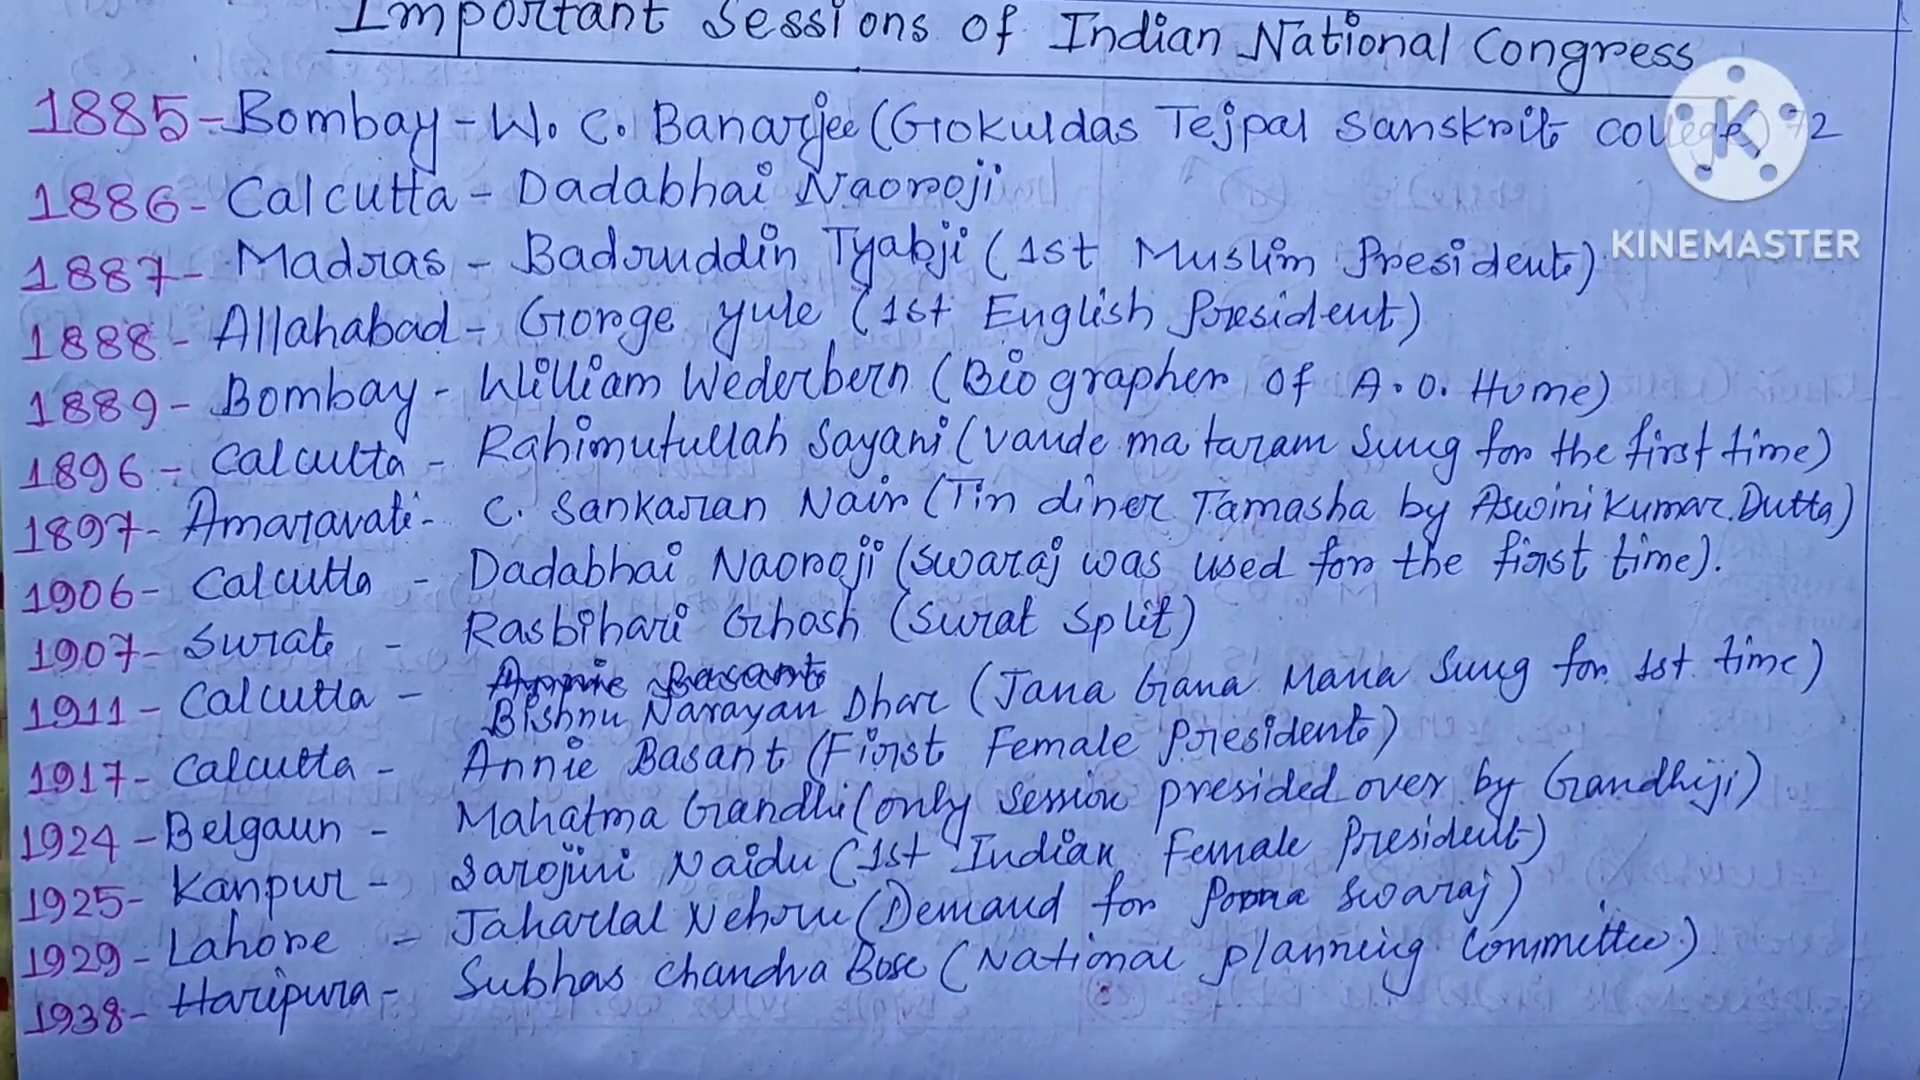 Important Sessions of Indian National Congress
1885-Bombay-W. C. Banarjee (Gokuldas Tejpal Sanskrit college) 72
1886-Calcutta-Dadabhai Naoroji
1887-Madras-Badruddin Tyabji (1st Muslim President)
1888-Allahabad-Gorge yule (1st English President)
1889-Bombay-William Wederbern (Biographer of A.O. Hume)
1896-Calcutta-Rahimutullah Sayani (vande mataram sung for the first time)
1897-Amaravati-C. Sankaran Nair (Tin diner Tamasha by Aswini Kumar.Dutta)
1906-Calcutta-Dadabhai Naoroji (swaraj was used for the first time).
1907-Surat-Rasbihari Ghosh (Surat Split)
Annie Basant
1911-Calcutta-Bishnu Narayan Dhar (Jana Gana Mana sung for 1st time)
1917-Calcutta-Annie Basant (First Female President)
1924-Belgaun-Mahatma Gandhi (only session presided over by Gandhiji)
1925-Kanpur-Sarojini Naidu (1st Indian Female President)
1929-Lahore-Jaharlal Nehru (Demand for Swaraj)
1938-Haripura-Subhas Chandra Bose (National planning Committee)
KINEMASTER